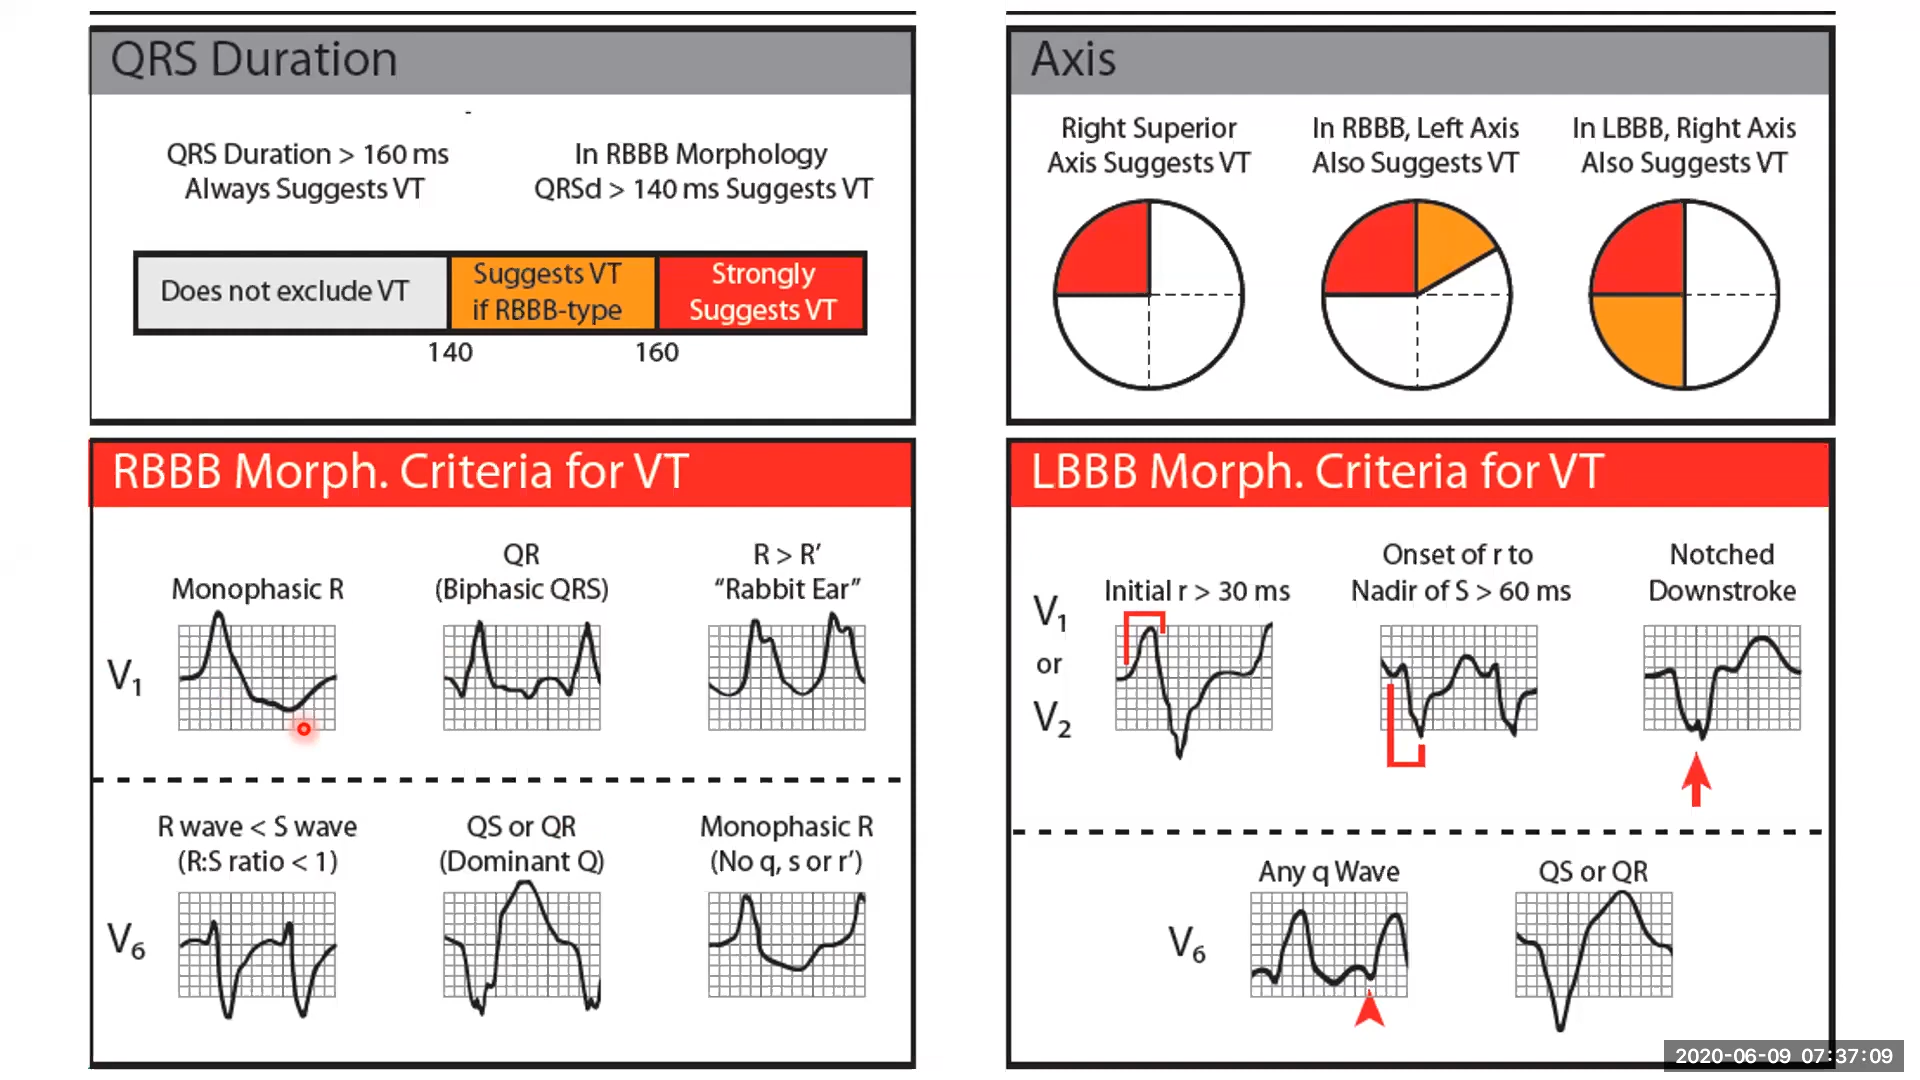 QRS Duration
QRS Duration > 160 ms
Always Suggests VT
In RBBB Morphology
QRSd > 140 ms Suggests VT
Does not exclude VT
Suggests VT
if RBBB-type
Strongly
Suggests VT
140
160
Axis
Right Superior
Axis Suggests VT
In RBBB, Left Axis
Also Suggests VT
In LBBB, Right Axis
Also Suggests VT
RBBB Morph. Criteria for VT
Monophasic R
QR
(Biphasic QRS)
R > R’
“Rabbit Ear”
V₁
R wave < S wave
(R:S ratio < 1)
QS or QR
(Dominant Q)
Monophasic R
(No q, s or r’)
V₆
LBBB Morph. Criteria for VT
V₁
or
V₂
Initial r > 30 ms
Onset of r to
Nadir of S > 60 ms
Notched
Downstroke
Any q Wave
QS or QR
V₆
2020-06-09 07:37:09